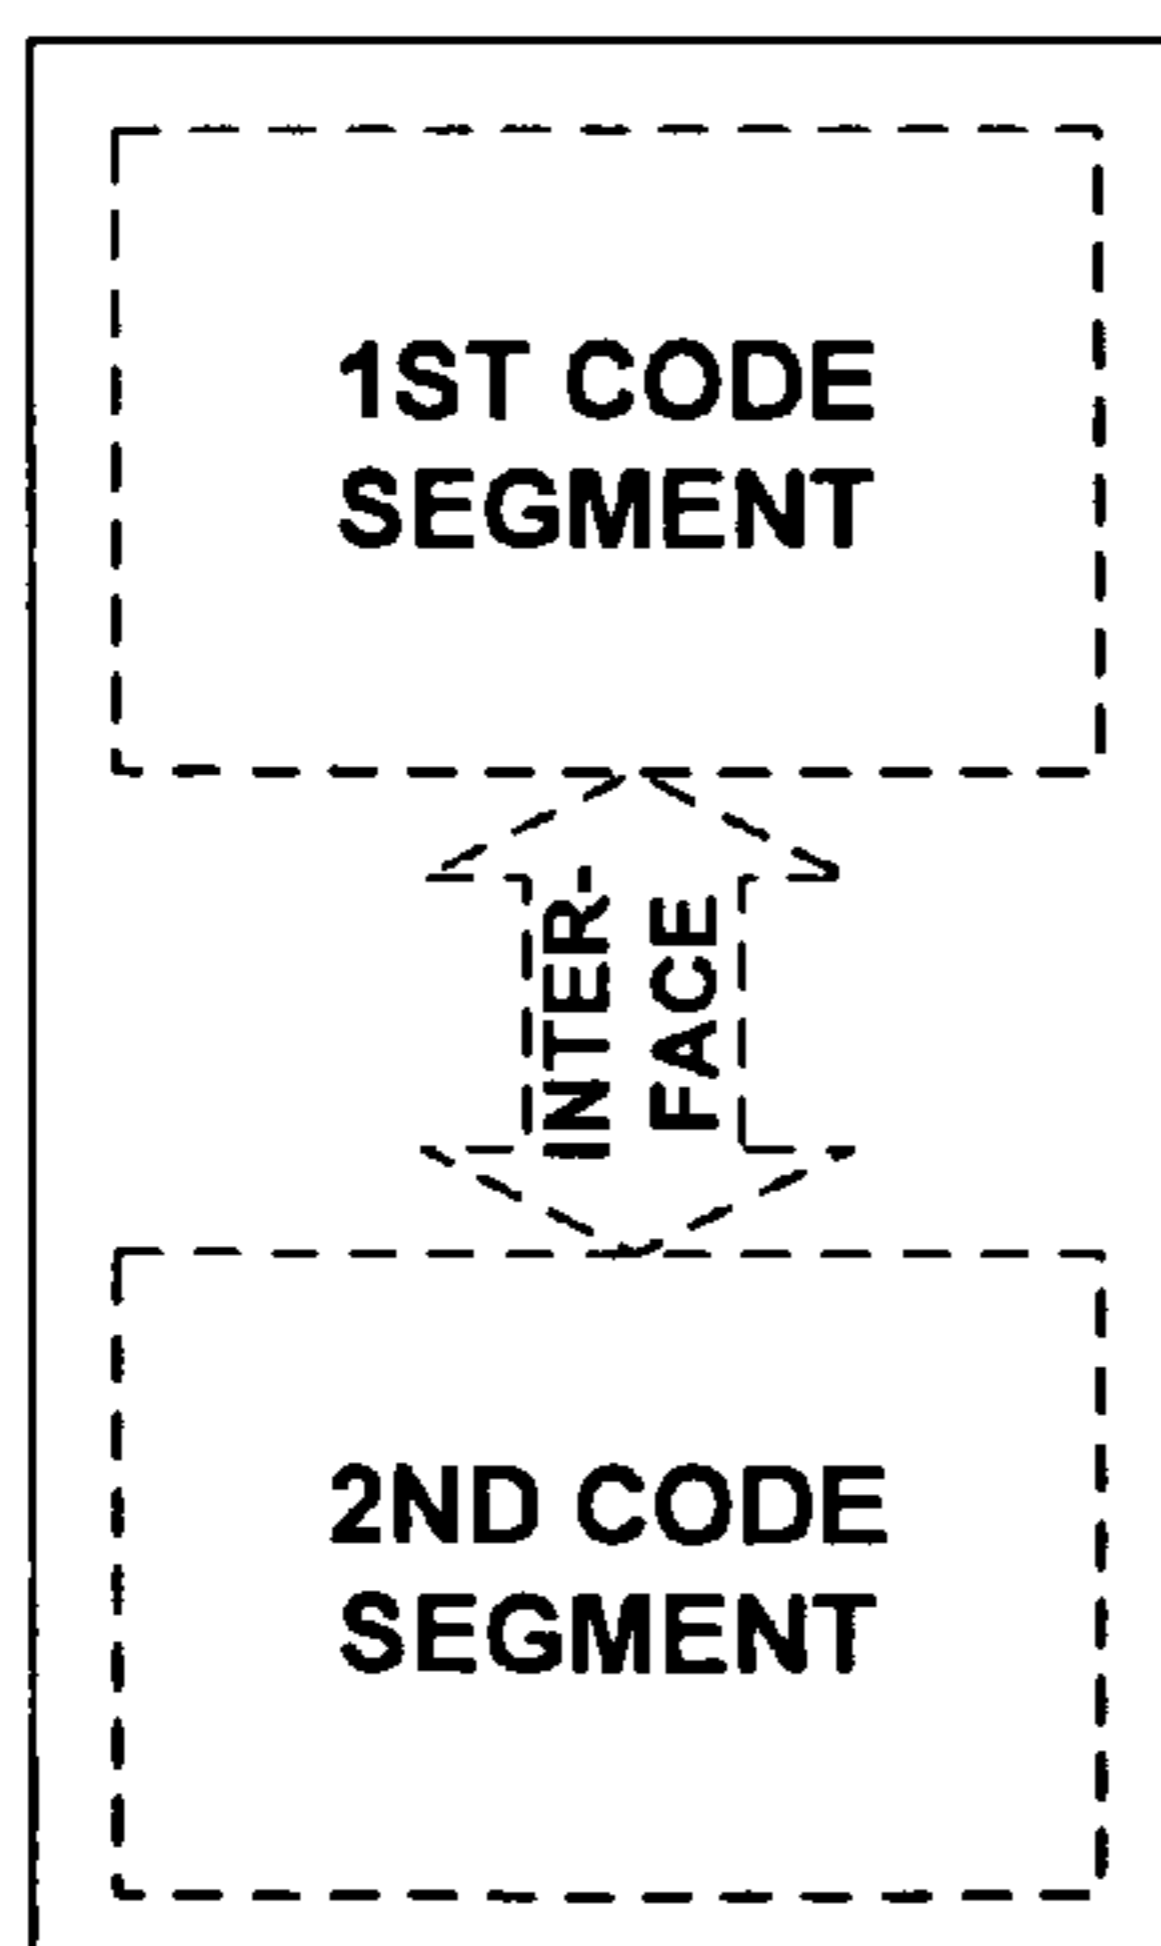 1ST CODE
SEGMENT
INTER-
FACE
2ND CODE
SEGMENT